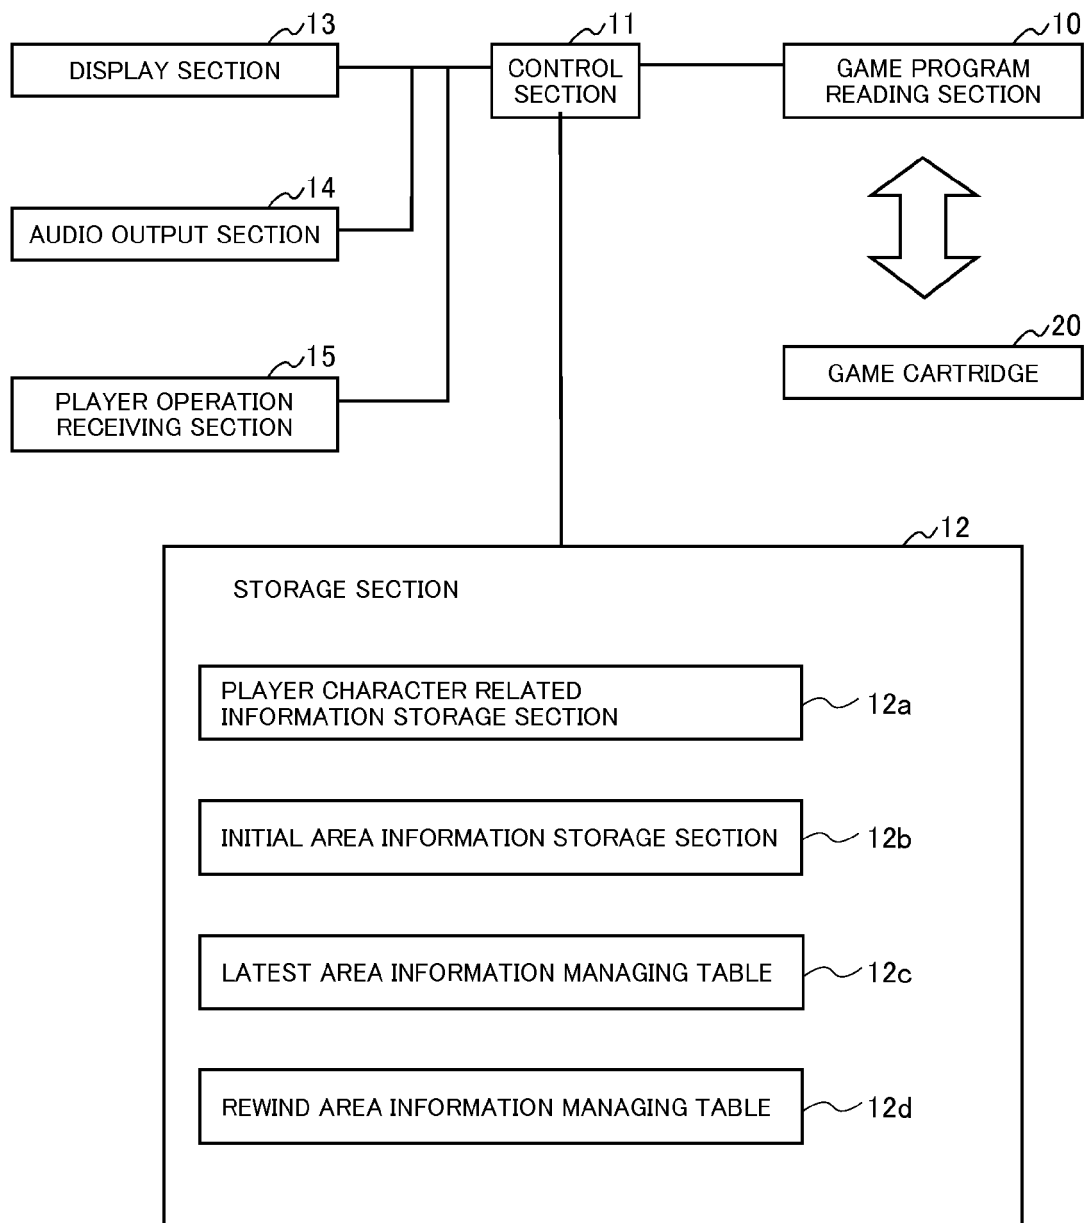 13
DISPLAY SECTION
11
CONTROL
SECTION
10
GAME PROGRAM
READING SECTION
14
AUDIO OUTPUT SECTION
15
PLAYER OPERATION
RECEIVING SECTION
20
GAME CARTRIDGE
12
STORAGE SECTION
PLAYER CHARACTER RELATED
INFORMATION STORAGE SECTION
12a
INITIAL AREA INFORMATION STORAGE SECTION
12b
LATEST AREA INFORMATION MANAGING TABLE
12c
REWIND AREA INFORMATION MANAGING TABLE
12d